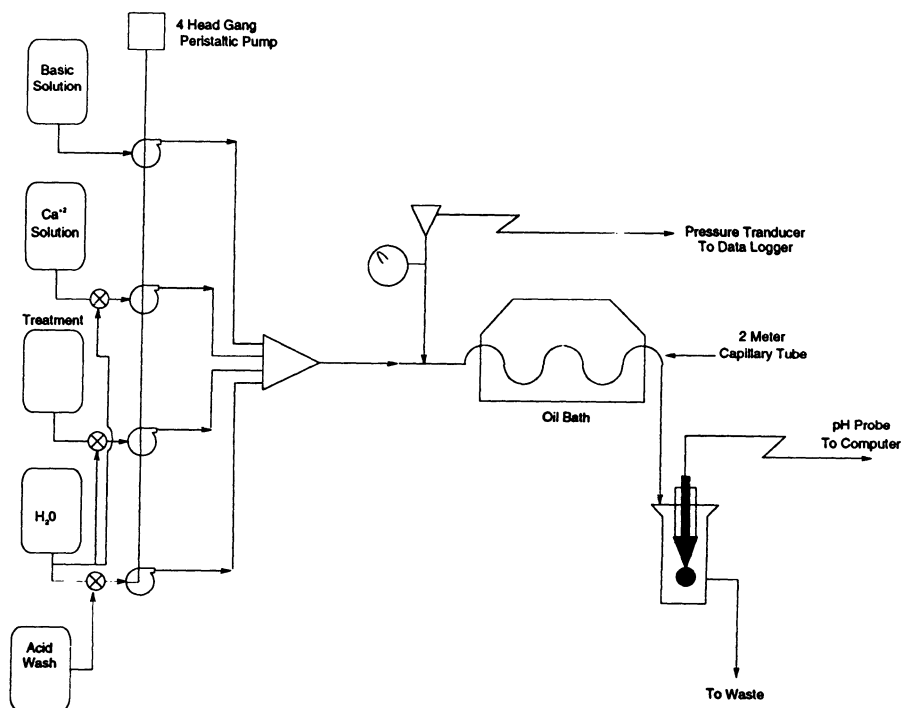 4 Head Gang
Peristaltic Pump
Basic
Solution
Ca+2
Solution
Pressure Tranducer
To Data Logger
Treatment
2 Meter
Capillary Tube
Oil Bath
pH Probe
To Computer
H20
Acid
Wash
To Waste